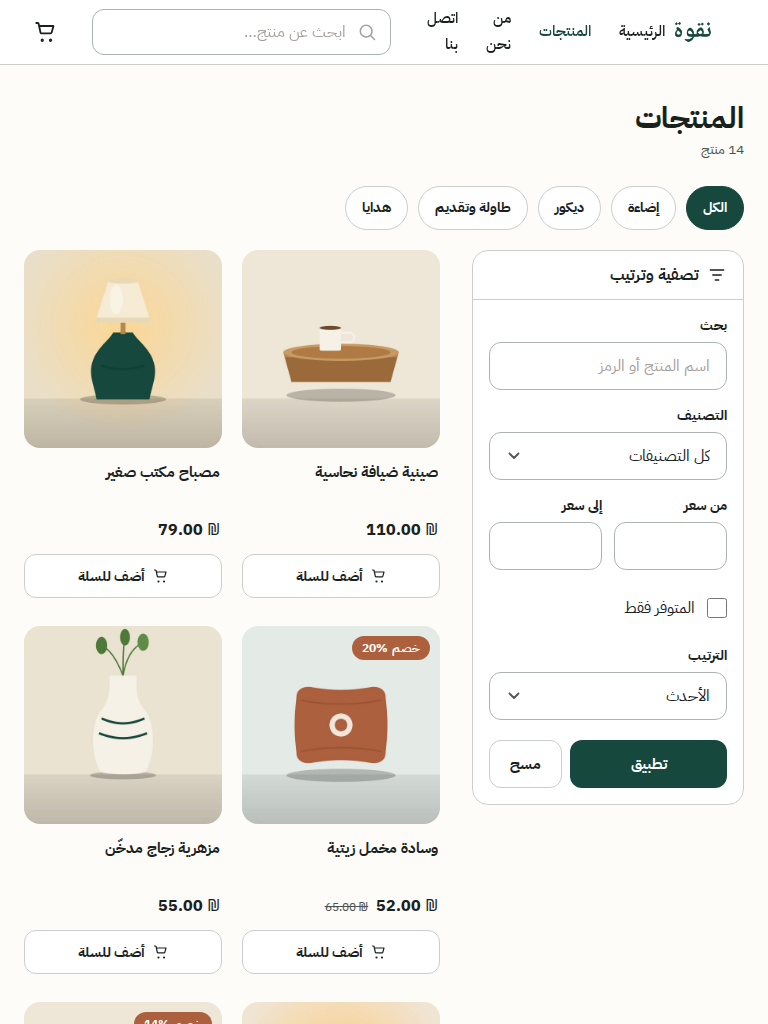 نقوة
الرئيسية
المنتجات
من نحن
اتصل بنا
ابحث عن منتج...
المنتجات
14 منتج
الكل
إضاءة
ديكور
طاولة وتقديم
هدايا
تصفية وترتيب
بحث
اسم المنتج أو الرمز
التصنيف
كل التصنيفات
من سعر
إلى سعر
المتوفر فقط
الترتيب
الأحدث
تطبيق
مسح
صينية ضيافة نحاسية
₪ 110.00
أضف للسلة
مصباح مكتب صغير
₪ 79.00
أضف للسلة
خصم 20%
وسادة مخمل زيتية
₪ 52.00 ₪ 65.00
أضف للسلة
مزهرية زجاج مدخّن
₪ 55.00
أضف للسلة